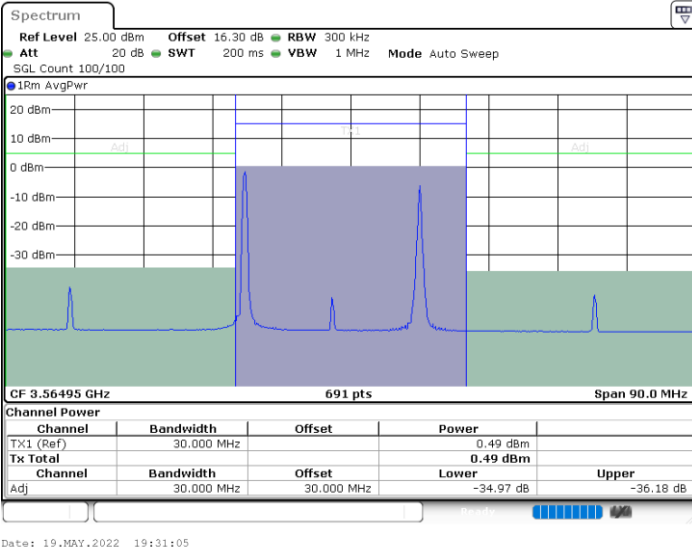 Spectrum
Ref Level 25.00 dBm Offset 16.30 dB RBW 300 kHz
Att 20 dB SWT 200 ms VBW 1 MHz Mode Auto Sweep
SGL Count 100/100
1Rm AvgPwr
20 dBm
TX1
10 dBm
Adj Adj
0 dBm
-10 dBm
-20 dBm
-30 dBm
CF 3.56495 GHz 691 pts Span 90.0 MHz
Channel Power
Channel Bandwidth Offset Power
TX1 (Ref) 30.000 MHz 0.49 dBm
Tx Total 0.49 dBm
Channel Bandwidth Offset Lower Upper
Adj 30.000 MHz 30.000 MHz -34.97 dB -36.18 dB
Ready
Date: 19.MAY.2022 19:31:05